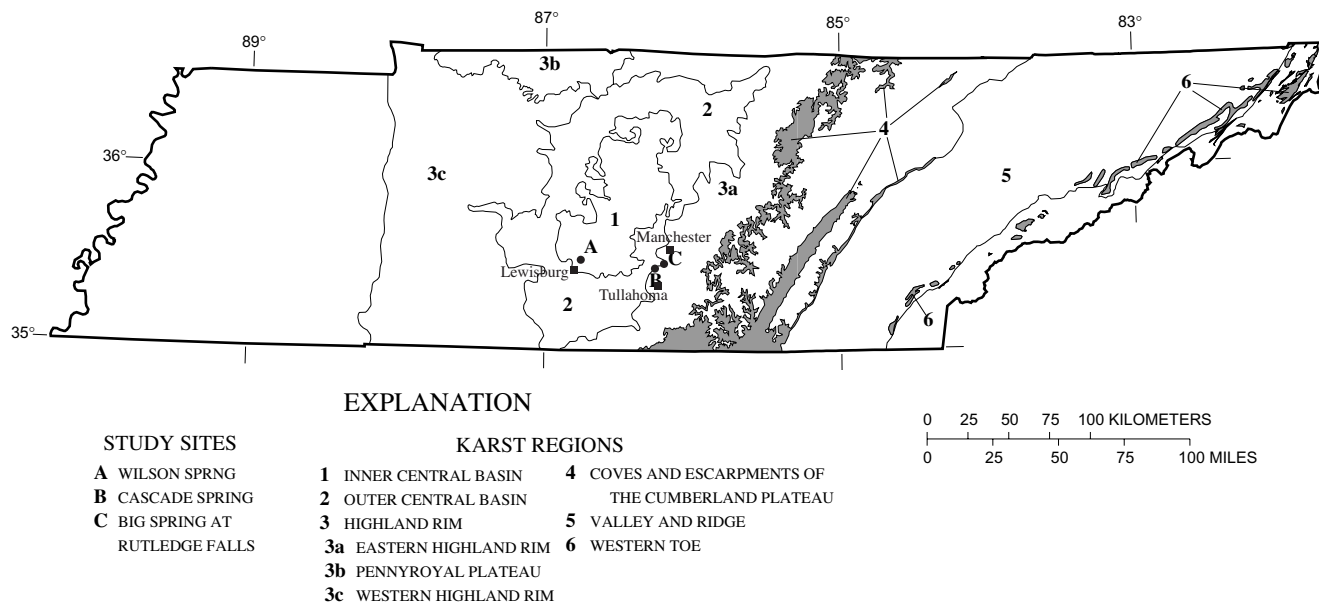 87°
85°
83°
89°
3b
6
2
4
36°
3c
3a
5
1
Manchester
A
C
Lewisburg
B
Tullahoma
2
6
35°
EXPLANATION
STUDY SITES
A WILSON SPRNG
B CASCADE SPRING
C BIG SPRING AT
RUTLEDGE FALLS
KARST REGIONS
1 INNER CENTRAL BASIN
2 OUTER CENTRAL BASIN
3 HIGHLAND RIM
3a EASTERN HIGHLAND RIM
3b PENNYROYAL PLATEAU
3c WESTERN HIGHLAND RIM
4 COVES AND ESCARPMENTS OF
THE CUMBERLAND PLATEAU
5 VALLEY AND RIDGE
6 WESTERN TOE
0 25 50 75 100 KILOMETERS
0 25 50 75 100 MILES